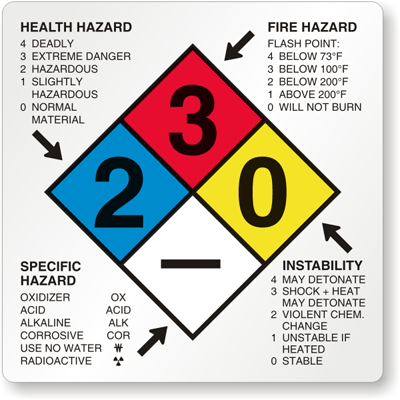 HEALTH HAZARD
4 DEADLY
3 EXTREME DANGER
2 HAZARDOUS
1 SLIGHTLY
HAZARDOUS
0 NORMAL
MATERIAL
FIRE HAZARD
FLASH POINT:
4 BELOW 73°F
3 BELOW 100°F
2 BELOW 200°F
1 ABOVE 200°F
0 WILL NOT BURN
3
2
0
—
SPECIFIC
HAZARD
OXIDIZER OX
ACID ACID
ALKALINE ALK
CORROSIVE COR
USE NO WATER W
RADIOACTIVE
INSTABILITY
4 MAY DETONATE
3 SHOCK + HEAT
MAY DETONATE
2 VIOLENT CHEM.
CHANGE
1 UNSTABLE IF
HEATED
0 STABLE